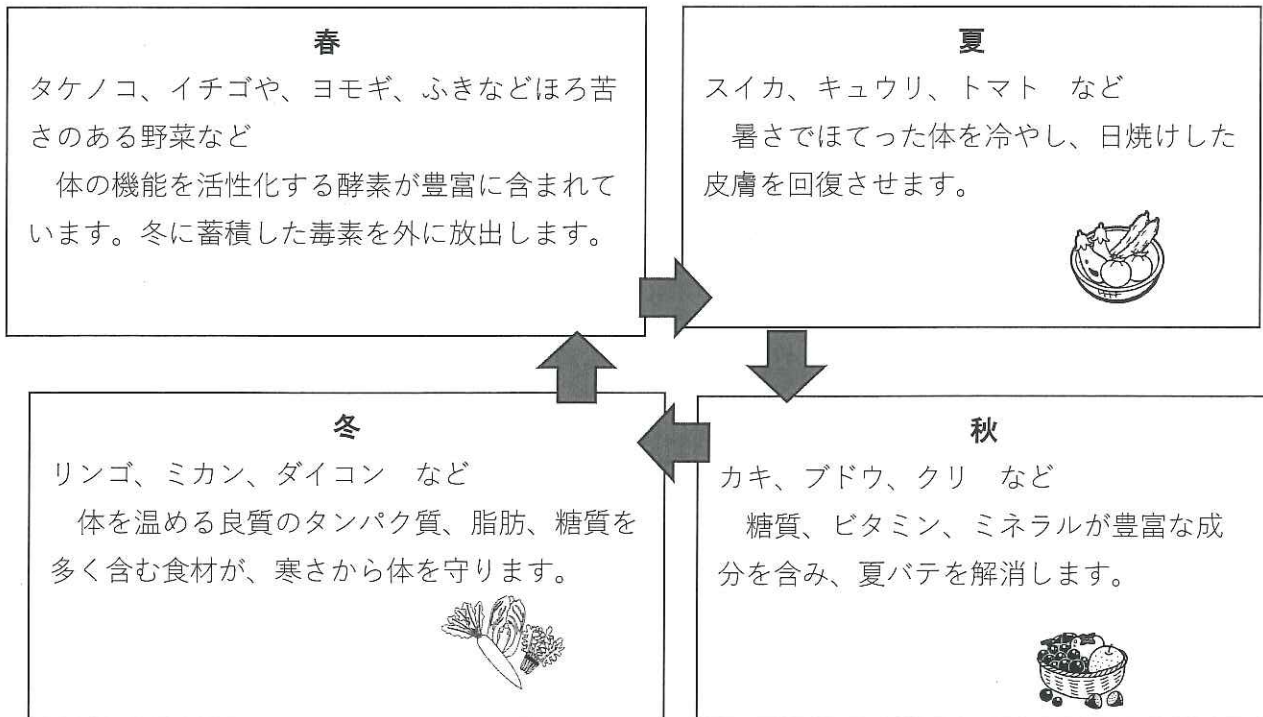 春
タケノコ、イチゴや、ヨモギ、ふきなどほろ苦
さのある野菜など
　体の機能を活性化する酵素が豊富に含まれて
います。冬に蓄積した毒素を外に放出します。
夏
スイカ、キュウリ、トマト　など
　暑さでほてった体を冷やし、日焼けした
皮膚を回復させます。
冬
リンゴ、ミカン、ダイコン　など
　体を温める良質のタンパク質、脂肪、糖質を
多く含む食材が、寒さから体を守ります。
秋
カキ、ブドウ、クリ　など
　糖質、ビタミン、ミネラルが豊富な成
分を含み、夏バテを解消します。